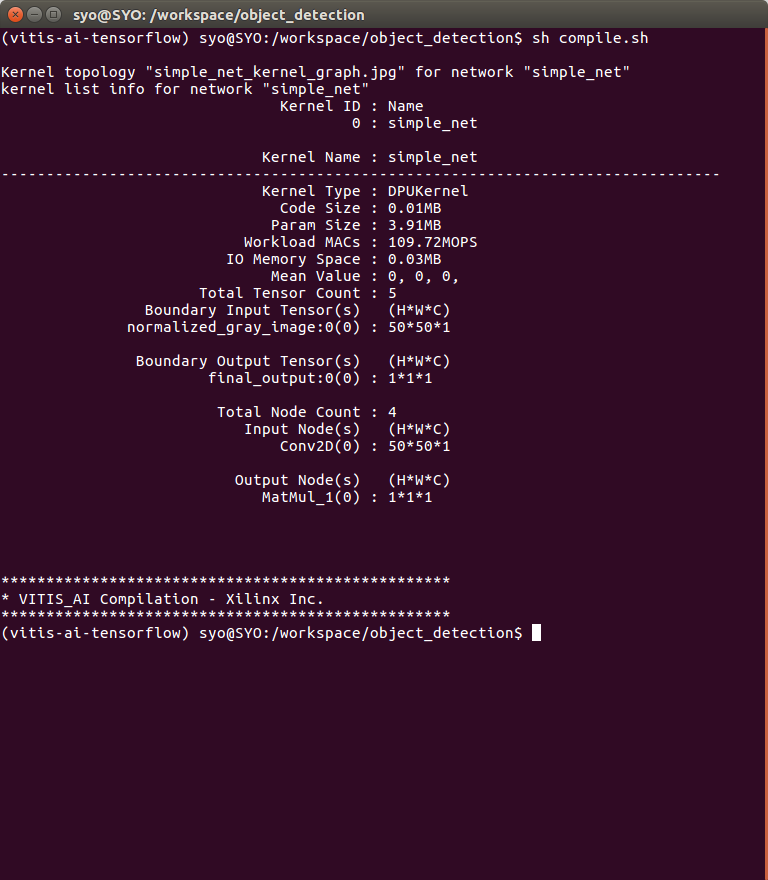 syo@SYO: /workspace/object_detection
(vitis-ai-tensorflow) syo@SYO:/workspace/object_detection$ sh compile.sh
Kernel topology "simple_net_kernel_graph.jpg" for network "simple_net"
kernel list info for network "simple_net"
Kernel ID : Name
0 : simple_net
Kernel Name : simple_net
--------------------------------------------------------------------------------
Kernel Type : DPUKernel
Code Size : 0.01MB
Param Size : 3.91MB
Workload MACs : 109.72MOPS
IO Memory Space : 0.03MB
Mean Value : 0, 0, 0,
Total Tensor Count : 5
Boundary Input Tensor(s)   (H*W*C)
normalized_gray_image:0(0) : 50*50*1
Boundary Output Tensor(s)   (H*W*C)
final_output:0(0) : 1*1*1
Total Node Count : 4
Input Node(s)   (H*W*C)
Conv2D(0) : 50*50*1
Output Node(s)   (H*W*C)
MatMul_1(0) : 1*1*1
**************************************************
* VITIS_AI Compilation - Xilinx Inc.
**************************************************
(vitis-ai-tensorflow) syo@SYO:/workspace/object_detection$